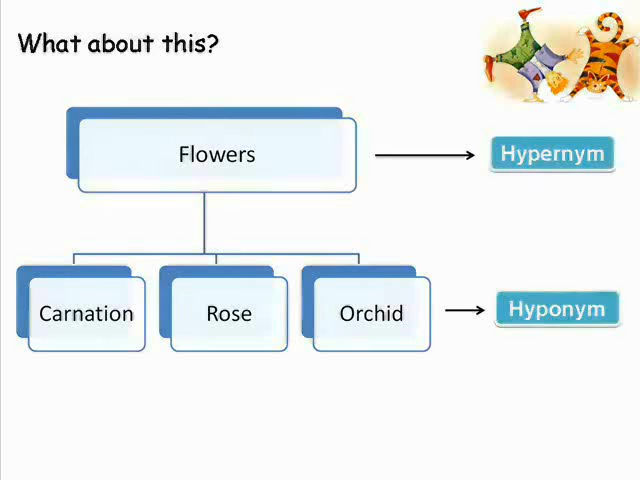 What about this?
Flowers
Hypernym
Carnation
Rose
Orchid
Hyponym